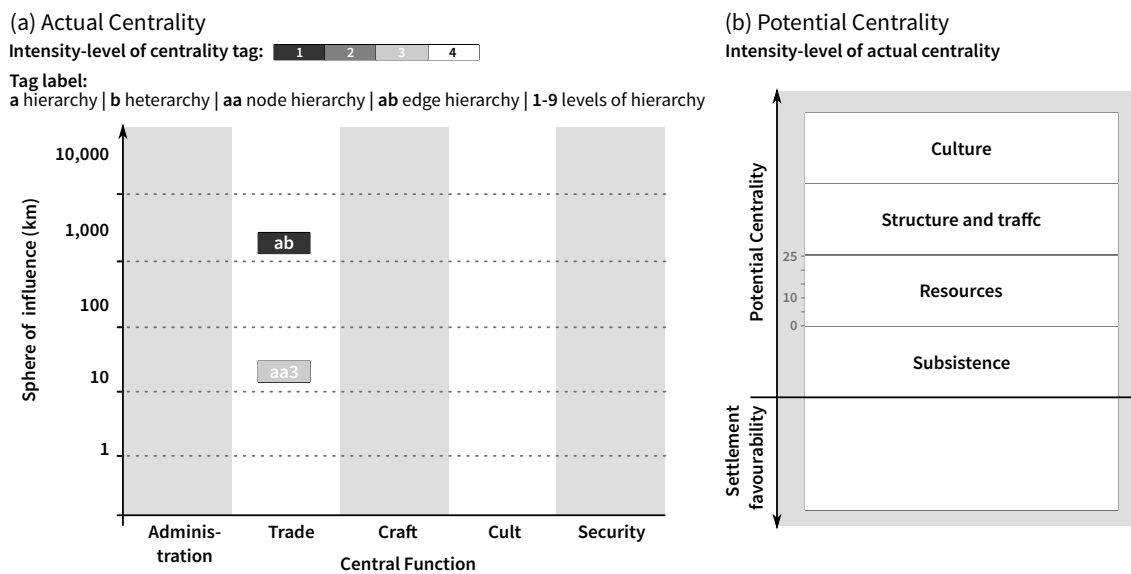 (a) Actual Centrality
Intensity-level of centrality tag: 1 2 3 4
Tag label:
a hierarchy | b heterarchy | aa node hierarchy | ab edge hierarchy | 1-9 levels of hierarchy
Sphere of influence (km)
10,000
1,000
100
10
1
ab
aa3
Adminis-
tration
Trade
Craft
Cult
Security
Central Function
(b) Potential Centrality
Intensity-level of actual centrality
Potential Centrality
Culture
Structure and traffc
25
10
0
Resources
Subsistence
Settlement
favourability